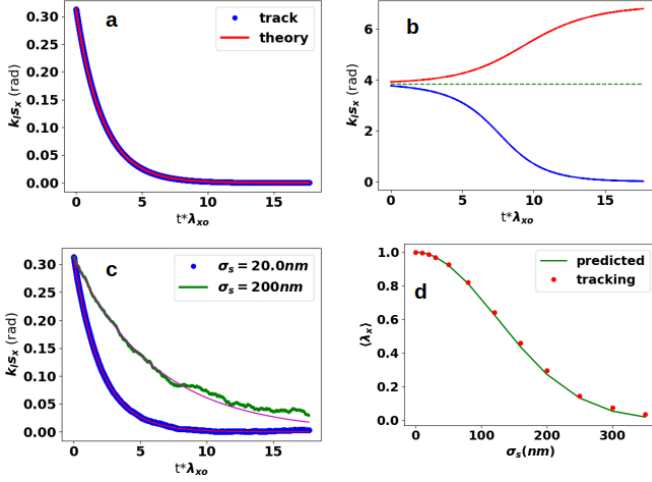 a
track
theory
0.30
0.25
0.20
0.15
0.10
0.05
0.00
k_l s_x (rad)
0 5 10 15
t*λ_xo
b
6
4
2
0
k_l s_x (rad)
0 5 10 15
t*λ_xo
c
σ_s = 20.0nm
σ_s = 200nm
0.30
0.25
0.20
0.15
0.10
0.05
0.00
k_l s_x (rad)
0 5 10 15
t*λ_xo
d
predicted
tracking
1.0
0.8
0.6
0.4
0.2
0.0
⟨λ_x⟩
0 100 200 300
σ_s(nm)